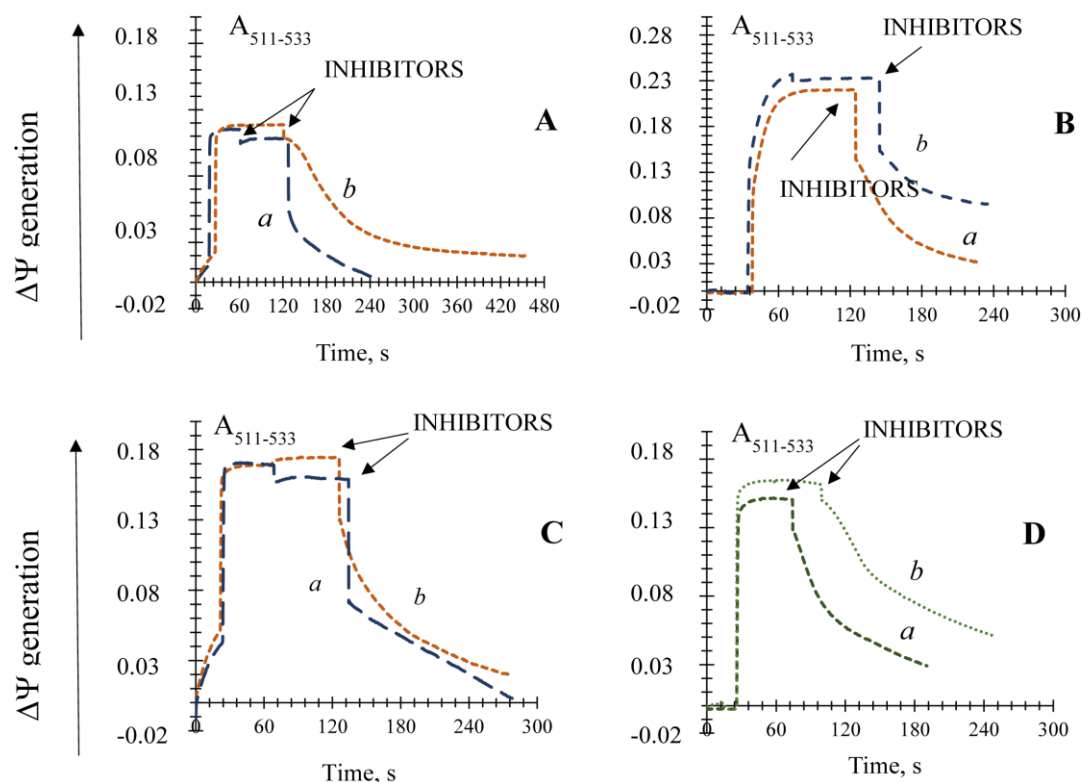 A511-533
INHIBITORS
A
0.18
0.13
0.08
0.03
-0.02
b
a
0 60 120 180 240 300 360 420 480
Time, s
ΔΨ generation
A511-533
INHIBITORS
B
0.28
0.23
0.18
0.13
0.08
0.03
-0.02
b
INHIBITORS
a
0 60 120 180 240 300
Time, s
A511-533
INHIBITORS
C
0.18
0.13
0.08
0.03
-0.02
a
b
0 60 120 180 240 300
Time, s
ΔΨ generation
A511-533
INHIBITORS
D
0.18
0.13
0.08
0.03
-0.02
b
a
0 60 120 180 240 300
Time, s